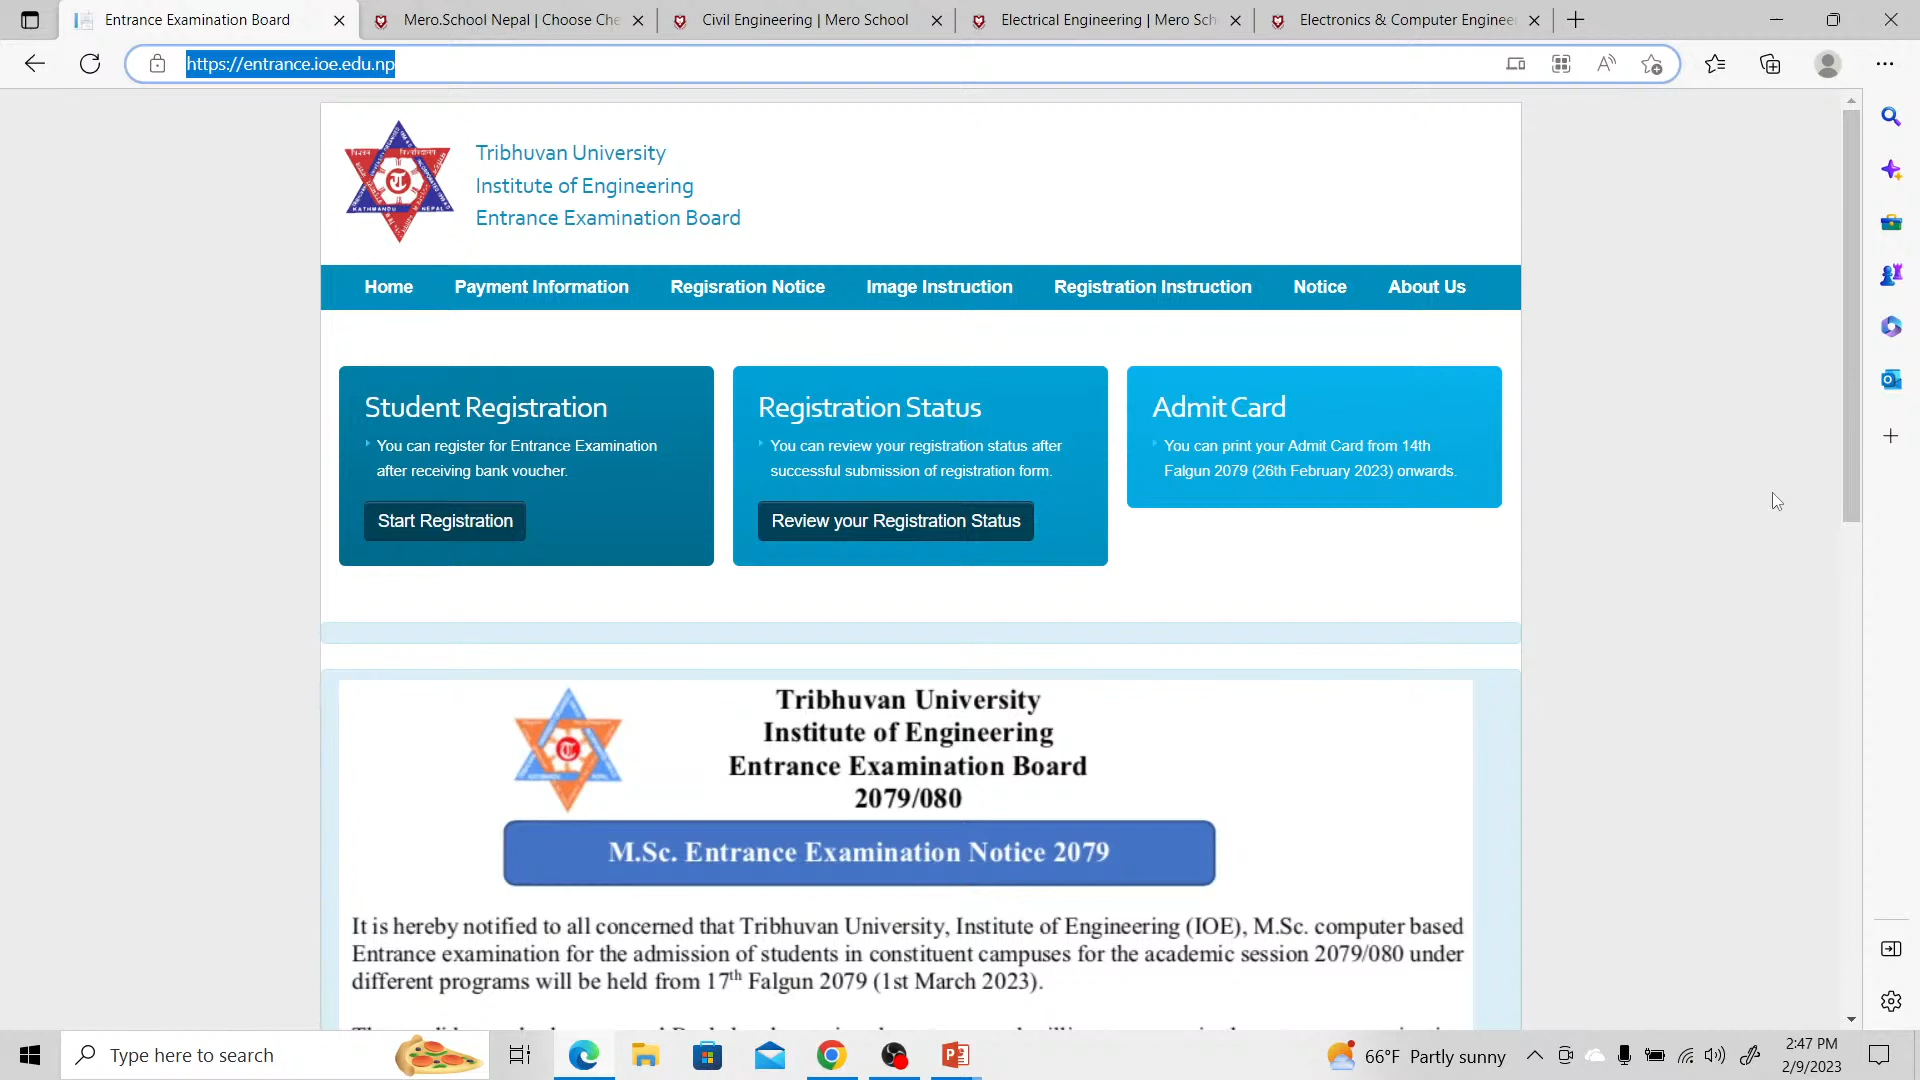 Entrance Examination Board
Mero.School Nepal | Choose Che
Civil Engineering | Mero School
Electrical Engineering | Mero Sch
Electronics & Computer Enginee
https://entrance.ioe.edu.np
Tribhuvan University
Institute of Engineering
Entrance Examination Board
KATHMANDU NEPAL
Home
Payment Information
Regisration Notice
Image Instruction
Registration Instruction
Notice
About Us
Student Registration
You can register for Entrance Examination
after receiving bank voucher.
Start Registration
Registration Status
You can review your registration status after
successful submission of registration form.
Review your Registration Status
Admit Card
You can print your Admit Card from 14th
Falgun 2079 (26th February 2023) onwards.
Tribhuvan University
Institute of Engineering
Entrance Examination Board
2079/080
M.Sc. Entrance Examination Notice 2079
It is hereby notified to all concerned that Tribhuvan University, Institute of Engineering (IOE), M.Sc. computer based
Entrance examination for the admission of students in constituent campuses for the academic session 2079/080 under
different programs will be held from 17th Falgun 2079 (1st March 2023).
Type here to search
66°F Partly sunny
2:47 PM
2/9/2023